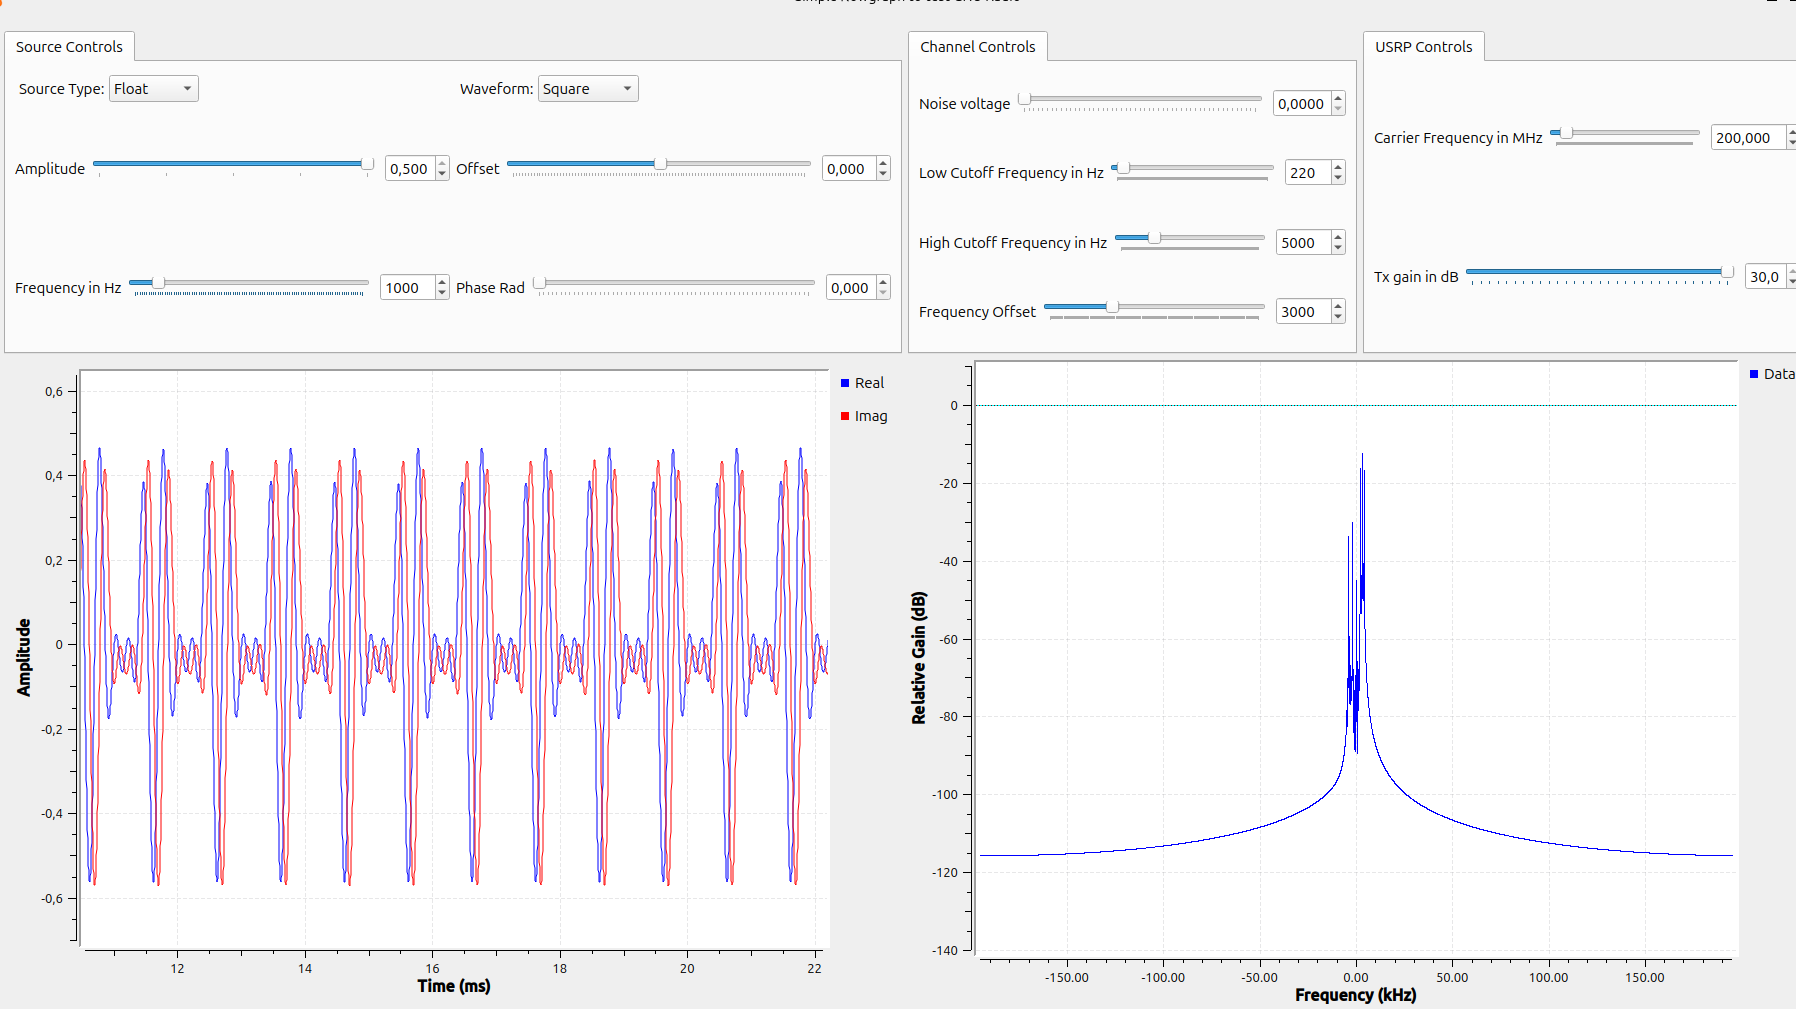 Source Controls
Channel Controls
USRP Controls
Source Type: Float
Waveform: Square
Amplitude 0,500
Offset 0,000
Frequency in Hz 1000
Phase Rad 0,000
Noise voltage 0,0000
Low Cutoff Frequency in Hz 220
High Cutoff Frequency in Hz 5000
Frequency Offset 3000
Carrier Frequency in MHz 200,000
Tx gain in dB 30,0
Amplitude
0,6
0,4
0,2
0
-0,2
-0,4
-0,6
12 14 16 18 20 22
Time (ms)
Real
Imag
Relative Gain (dB)
0
-20
-40
-60
-80
-100
-120
-140
-150.00 -100.00 -50.00 0.00 50.00 100.00 150.00
Frequency (kHz)
Data